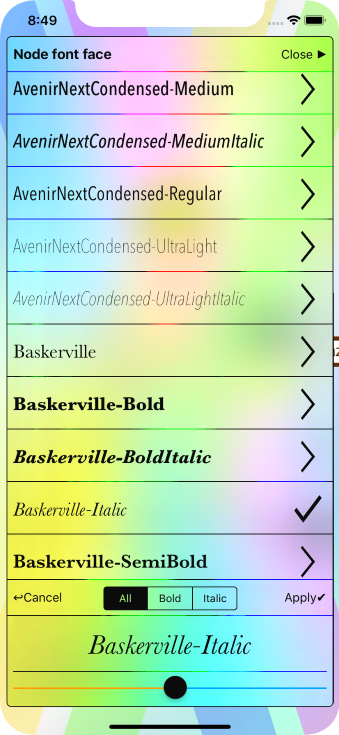 8:49
Node font face Close ▶
AvenirNextCondensed-Medium
AvenirNextCondensed-MediumItalic
AvenirNextCondensed-Regular
AvenirNextCondensed-UltraLight
AvenirNextCondensed-UltraLightItalic
Baskerville
Baskerville-Bold
Baskerville-BoldItalic
Baskerville-Italic
Baskerville-SemiBold
↩Cancel All Bold Italic Apply✔
Baskerville-Italic